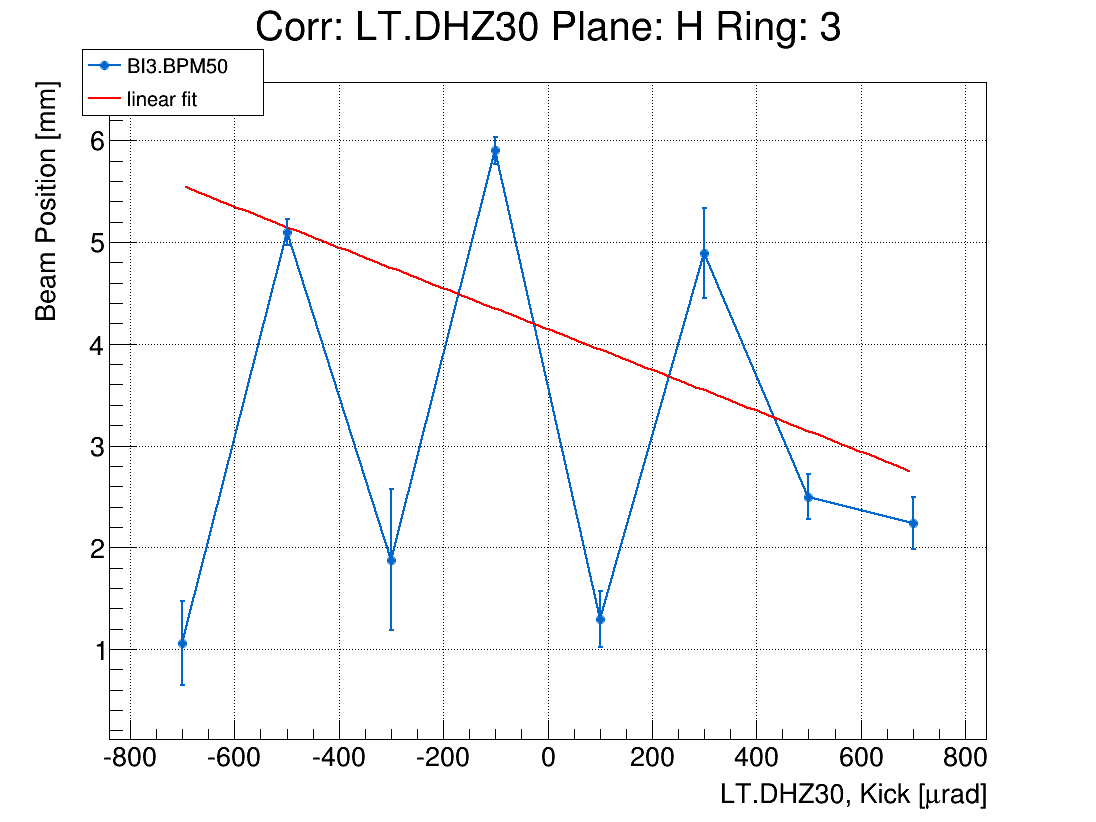 Corr: LT.DHZ30 Plane: H Ring: 3
BI3.BPM50
linear fit
Beam Position [mm]
6
5
4
3
2
1
-800 -600 -400 -200 0 200 400 600 800
LT.DHZ30, Kick [μrad]